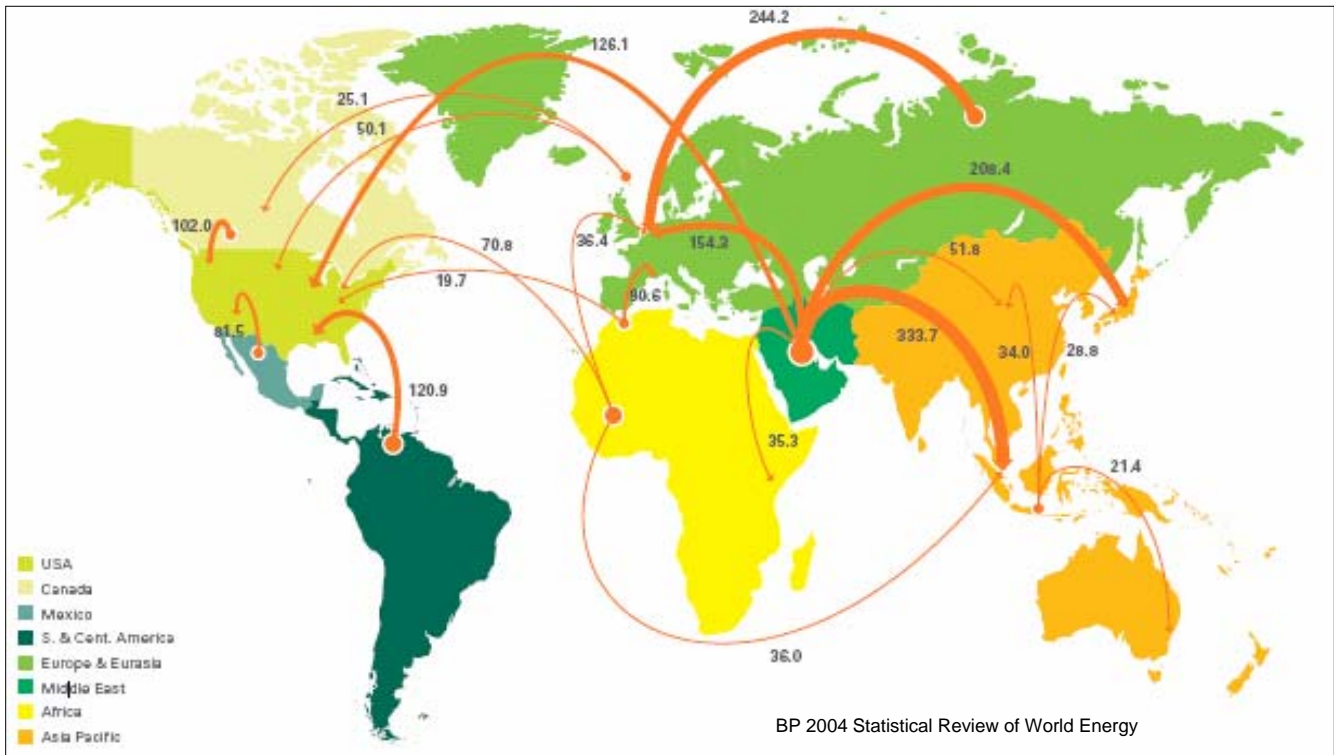 244.2
126.1
25.1
50.1
208.4
102.0
70.8
36.4
154.3
51.8
19.7
90.6
81.5
333.7
34.0
28.8
120.9
35.3
21.4
USA
Canada
Mexico
S. & Cent. America
Europe & Eurasia
36.0
Middle East
Africa
BP 2004 Statistical Review of World Energy
Asia Pacific